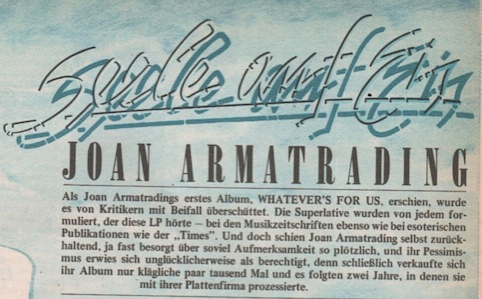 Seele auf Eis
JOAN ARMATRADING
Als Joan Armatradings erstes Album, WHATEVER'S FOR US, erschien, wurde
es von Kritikern mit Beifall überschüttet. Die Superlative wurden von jedem for-
muliert, der diese LP hörte – bei den Musikzeitschriften ebenso wie bei esoterischen
Publikationen wie der „Times". Und doch schien Joan Armatrading selbst zurück-
haltend, ja fast besorgt über soviel Aufmerksamkeit so plötzlich, und ihr Pessimis-
mus erwies sich unglücklicherweise als berechtigt, denn schließlich verkaufte sich
ihr Album nur klägliche paar tausend Mal und es folgten zwei Jahre, in denen sie
mit ihrer Plattenfirma prozessierte.